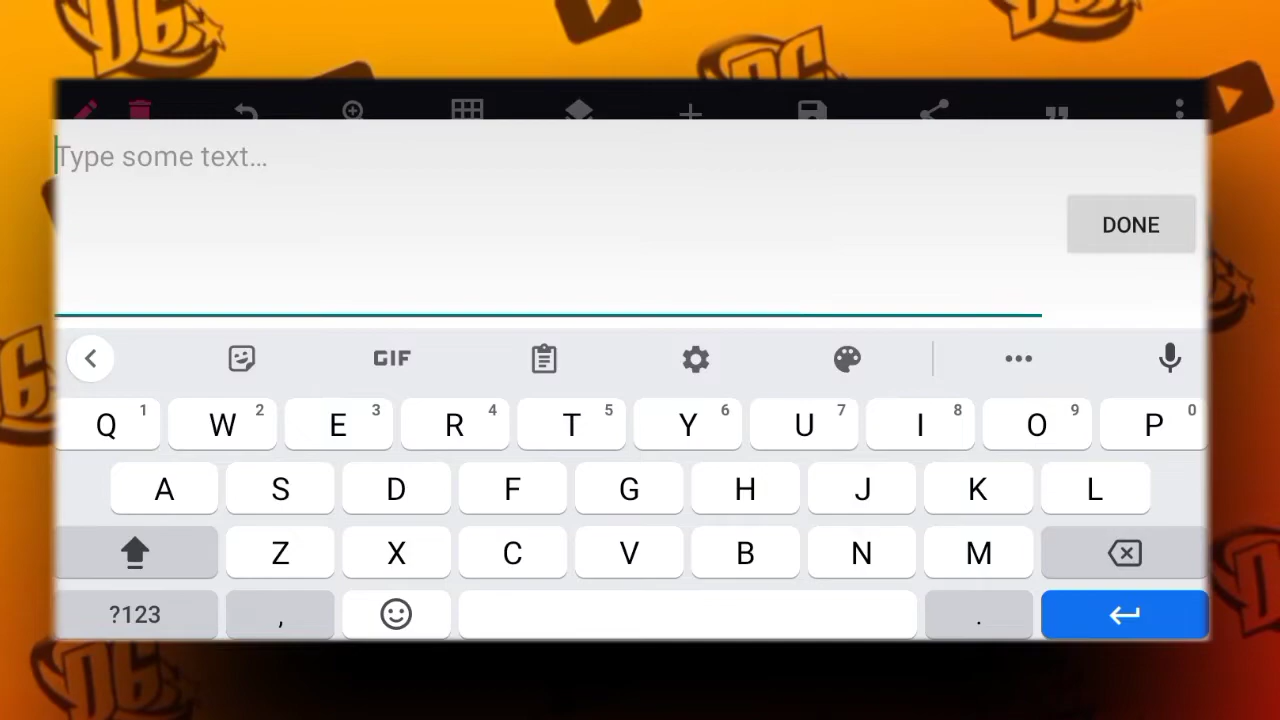 Type some text...
DONE
GIF
Q 1 W 2 E 3 R 4 T 5 Y 6 U 7 I 8 O 9 P 0
A S D F G H J K L
Z X C V B N M
?123 , .